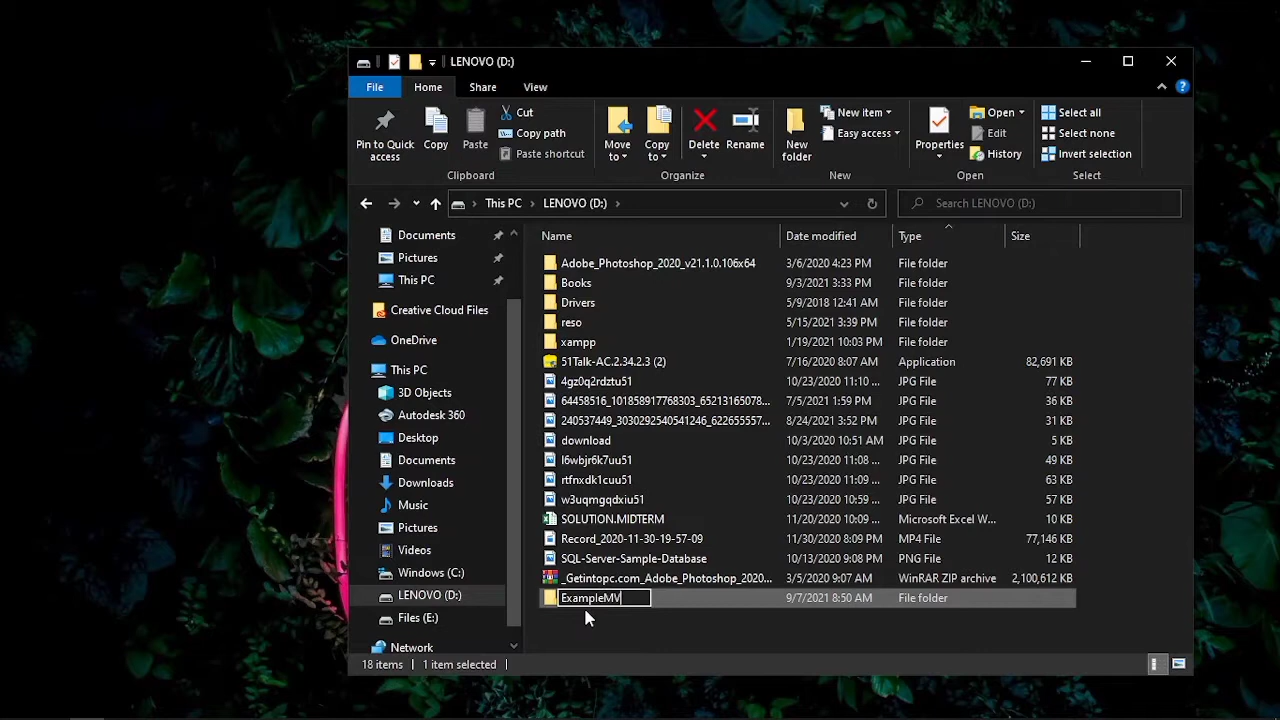 LENOVO (D:)
File Home Share View
Pin to Quick access
Copy
Paste
Cut
Copy path
Paste shortcut
Clipboard
Move to
Copy to
Delete
Rename
Organize
New folder
New item
Easy access
New
Properties
Open
Edit
History
Open
Select all
Select none
Invert selection
Select
This PC LENOVO (D:)
Search LENOVO (D:)
Documents
Pictures
This PC
Creative Cloud Files
OneDrive
This PC
3D Objects
Autodesk 360
Desktop
Documents
Downloads
Music
Pictures
Videos
Windows (C:)
LENOVO (D:)
Files (E:)
Network
Name Date modified Type Size
Adobe_Photoshop_2020_v21.1.0.106x64 3/6/2020 4:23 PM File folder
Books 9/3/2021 3:33 PM File folder
Drivers 5/9/2018 12:41 AM File folder
reso 5/15/2021 3:39 PM File folder
xampp 1/19/2021 10:03 PM File folder
51Talk-AC.2.34.2.3 (2) 7/16/2020 8:07 AM Application 82,691 KB
4gz0q2rdztu51 10/23/2020 11:10 ... JPG File 77 KB
64458516_101858917768303_65213165078... 7/5/2021 1:59 PM JPG File 36 KB
240537449_3030292540541246_622655557... 8/24/2021 3:52 PM JPG File 31 KB
download 10/3/2020 10:51 AM JPG File 5 KB
l6wbjr6k7uu51 10/23/2020 11:08 ... JPG File 49 KB
rtfnxdk1cuu51 10/23/2020 11:09 ... JPG File 63 KB
w3uqmgqdxiu51 10/23/2020 10:59 ... JPG File 57 KB
SOLUTION.MIDTERM 11/20/2020 10:09 ... Microsoft Excel W... 10 KB
Record_2020-11-30-19-57-09 11/30/2020 8:09 PM MP4 File 77,146 KB
SQL-Server-Sample-Database 10/13/2020 9:08 PM PNG File 12 KB
_Getintopc.com_Adobe_Photoshop_2020... 3/5/2020 9:07 AM WinRAR ZIP archive 2,100,612 KB
ExampleMV 9/7/2021 8:50 AM File folder
18 items 1 item selected